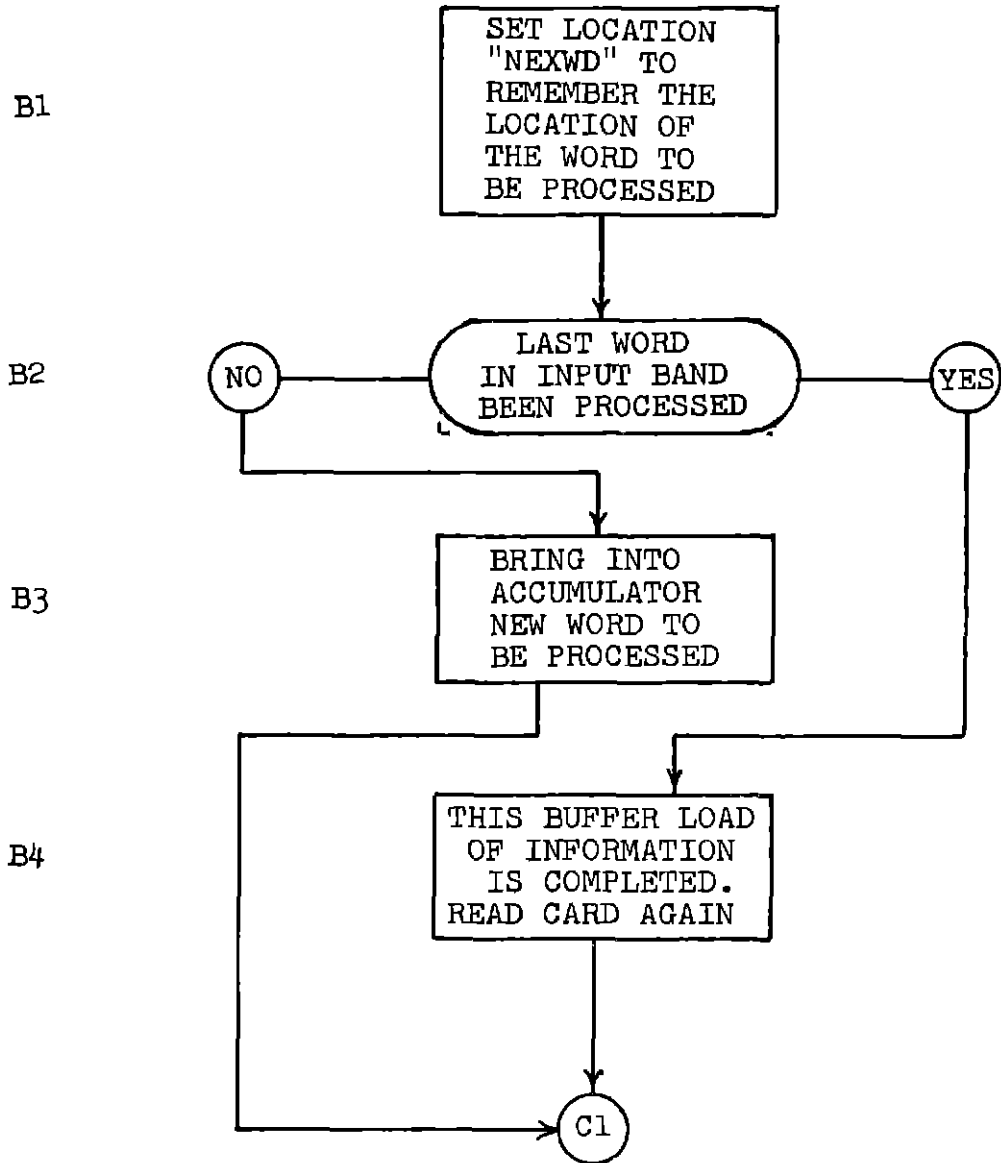 B1
SET LOCATION
"NEXWD" TO
REMEMBER THE
LOCATION OF
THE WORD TO
BE PROCESSED
B2
NO
LAST WORD
IN INPUT BAND
BEEN PROCESSED
YES
B3
BRING INTO
ACCUMULATOR
NEW WORD TO
BE PROCESSED
B4
THIS BUFFER LOAD
OF INFORMATION
IS COMPLETED.
READ CARD AGAIN
C1